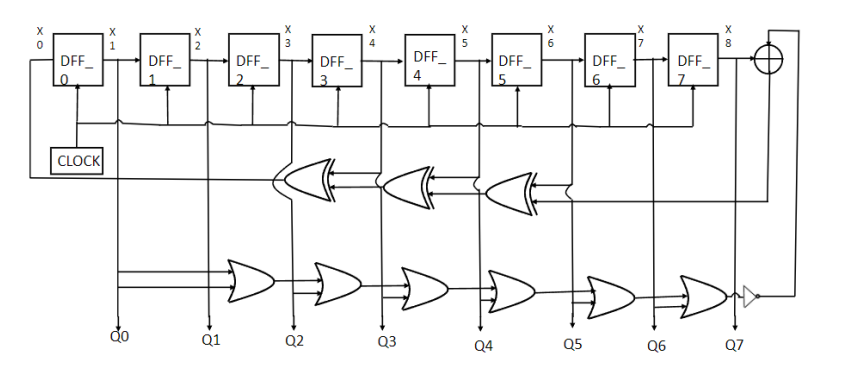 X 0
X 1
X 2
X 3
X 4
X 5
X 6
X 7
X 8
DFF_ 0
DFF_ 1
DFF_ 2
DFF_ 3
DFF_ 4
DFF_ 5
DFF_ 6
DFF_ 7
CLOCK
Q0
Q1
Q2
Q3
Q4
Q5
Q6
Q7